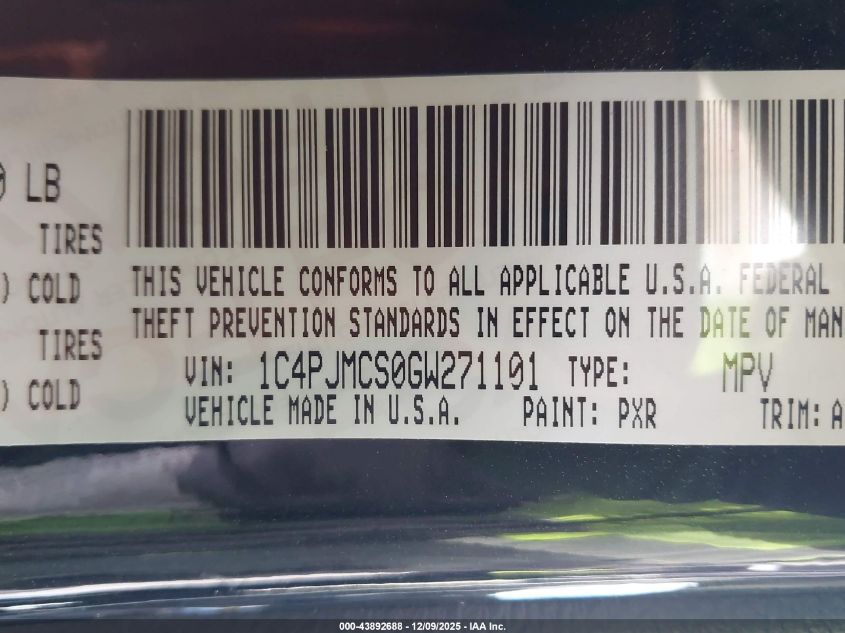 0 LB
TIRES
) COLD
TIRES
) COLD
THIS VEHICLE CONFORMS TO ALL APPLICABLE U.S.A. FEDERAL
THEFT PREVENTION STANDARDS IN EFFECT ON THE DATE OF MAN
VIN: 1C4PJMCS0GW271101 TYPE: MPV
VEHICLE MADE IN U.S.A. PAINT: PXR TRIM: A
000-43892688 - 12/09/2025 - IAA Inc.